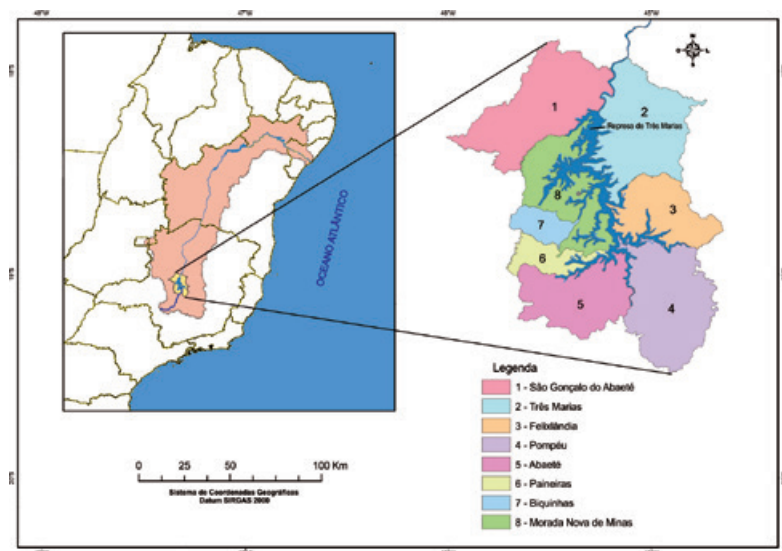 OCEANO ATLÂNTICO
N
S
1
2
Represa de Três Marias
8
3
7
6
5
4
Legenda
1 - São Gonçalo do Abaeté
2 - Três Marias
3 - Felixlândia
4 - Pompéu
5 - Abaeté
6 - Paineiras
7 - Biquinhas
8 - Morada Nova de Minas
0 25 50 100 Km
Sistema de Coordenadas Geográficas
Datum SIRGAS 2000